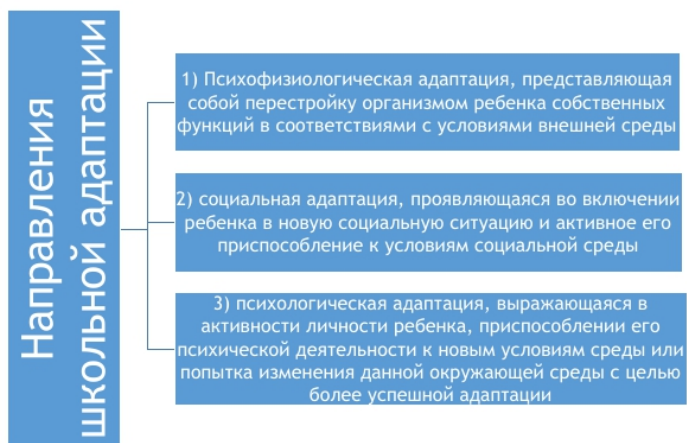 Направления
школьной адаптации
1) Психофизиологическая адаптация, представляющая
собой перестройку организмом ребенка собственных
функций в соответствиями с условиями внешней среды
2) социальная адаптация, проявляющаяся во включении
ребенка в новую социальную ситуацию и активное его
приспособление к условиям социальной среды
3) психологическая адаптация, выражающаяся в
активности личности ребенка, приспособлении его
психической деятельности к новым условиям среды или
попытка изменения данной окружающей среды с целью
более успешной адаптации